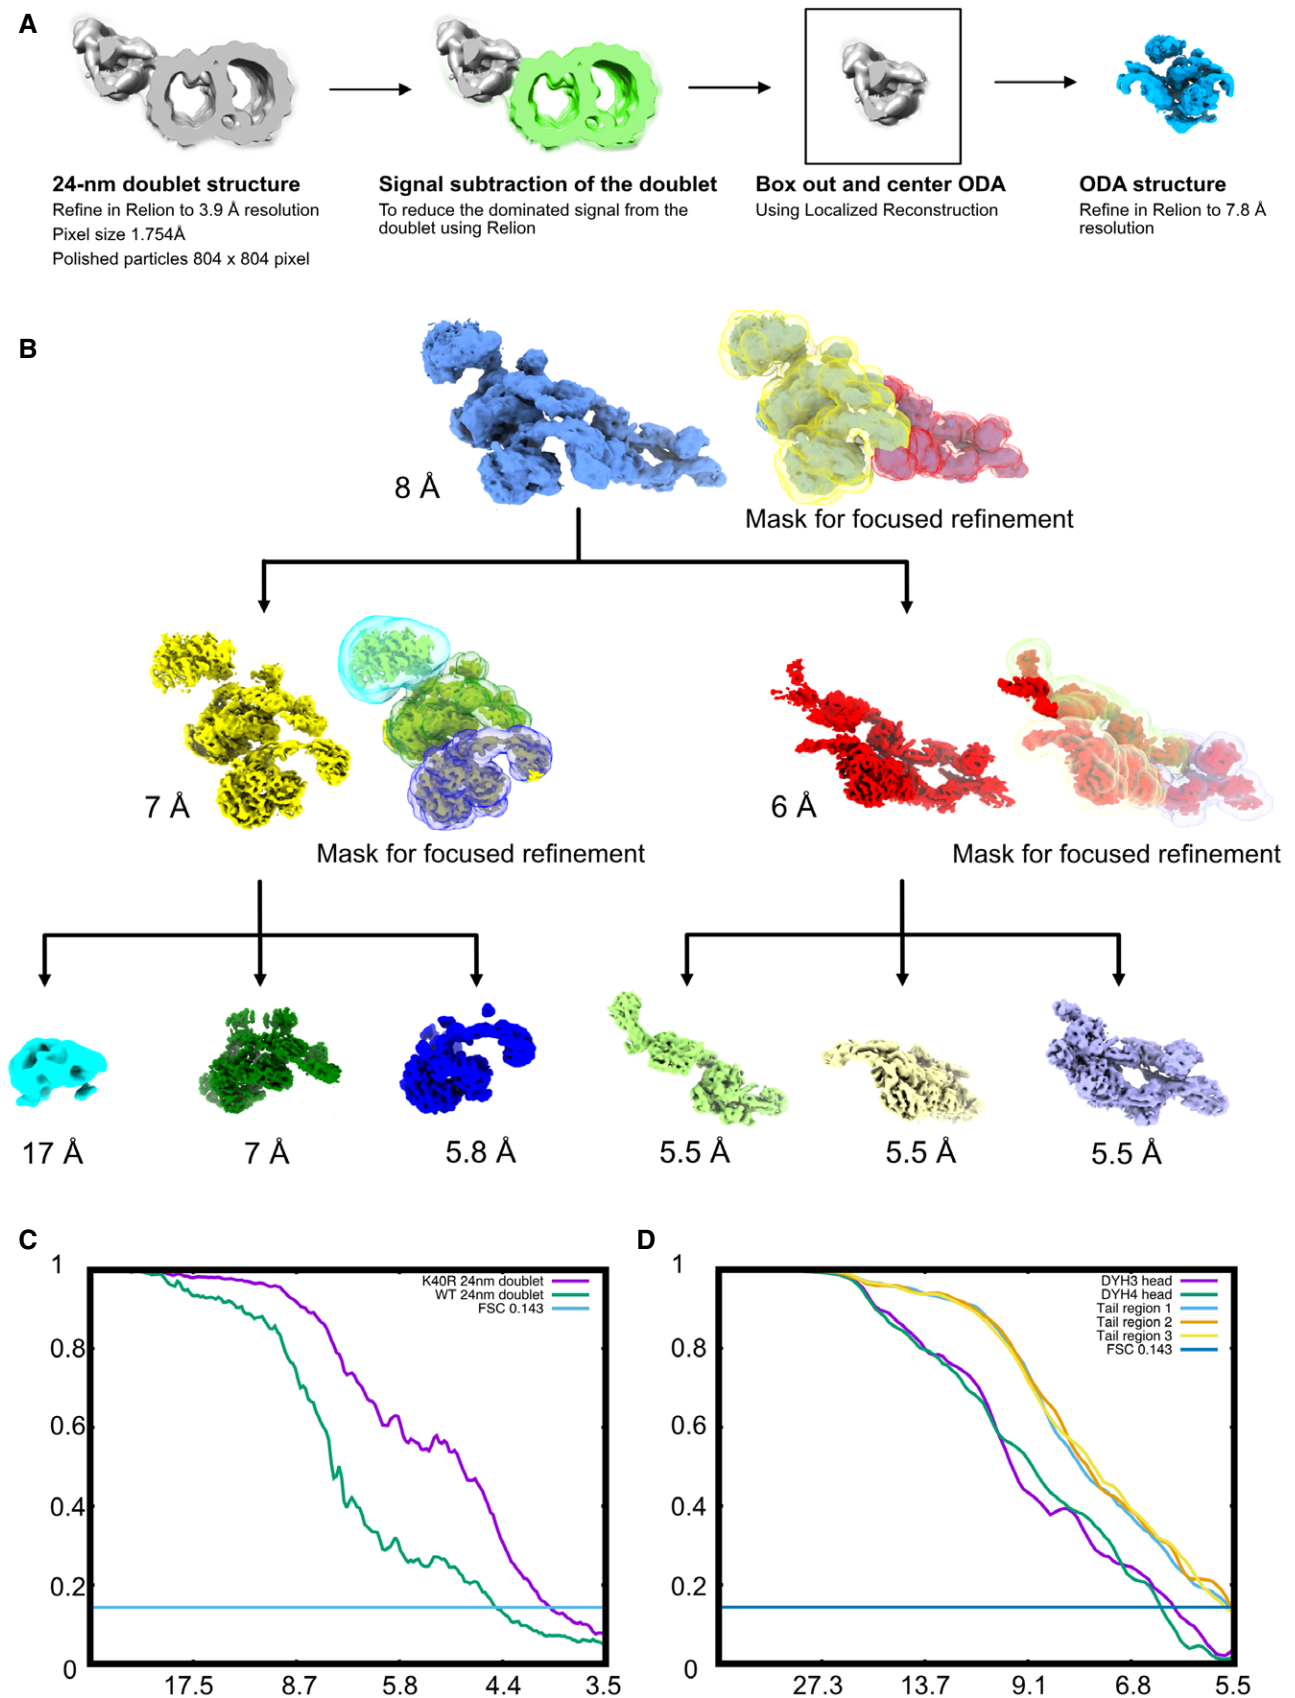 A
24-nm doublet structure
Refine in Relion to 3.9 Å resolution
Pixel size 1.754Å
Polished particles 804 x 804 pixel
Signal subtraction of the doublet
To reduce the dominated signal from the
doublet using Relion
Box out and center ODA
Using Localized Reconstruction
ODA structure
Refine in Relion to 7.8 Å
resolution
B
8 Å
Mask for focused refinement
7 Å
Mask for focused refinement
6 Å
Mask for focused refinement
17 Å
7 Å
5.8 Å
5.5 Å
5.5 Å
5.5 Å
C
1
0.8
0.6
0.4
0.2
0
K40R 24nm doublet
WT 24nm doublet
FSC 0.143
17.5
8.7
5.8
4.4
3.5
D
1
0.8
0.6
0.4
0.2
0
DYH3 head
DYH4 head
Tail region 1
Tail region 2
Tail region 3
FSC 0.143
27.3
13.7
9.1
6.8
5.5